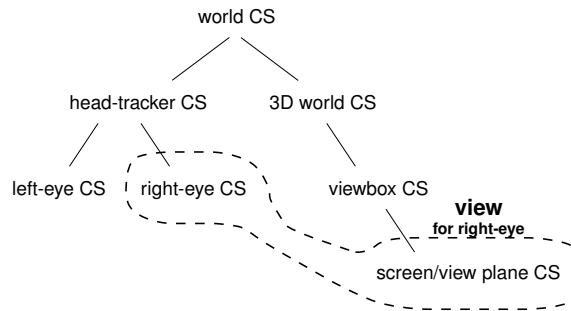 world CS
head-tracker CS
3D world CS
left-eye CS
right-eye CS
viewbox CS
view
for right-eye
screen/view plane CS